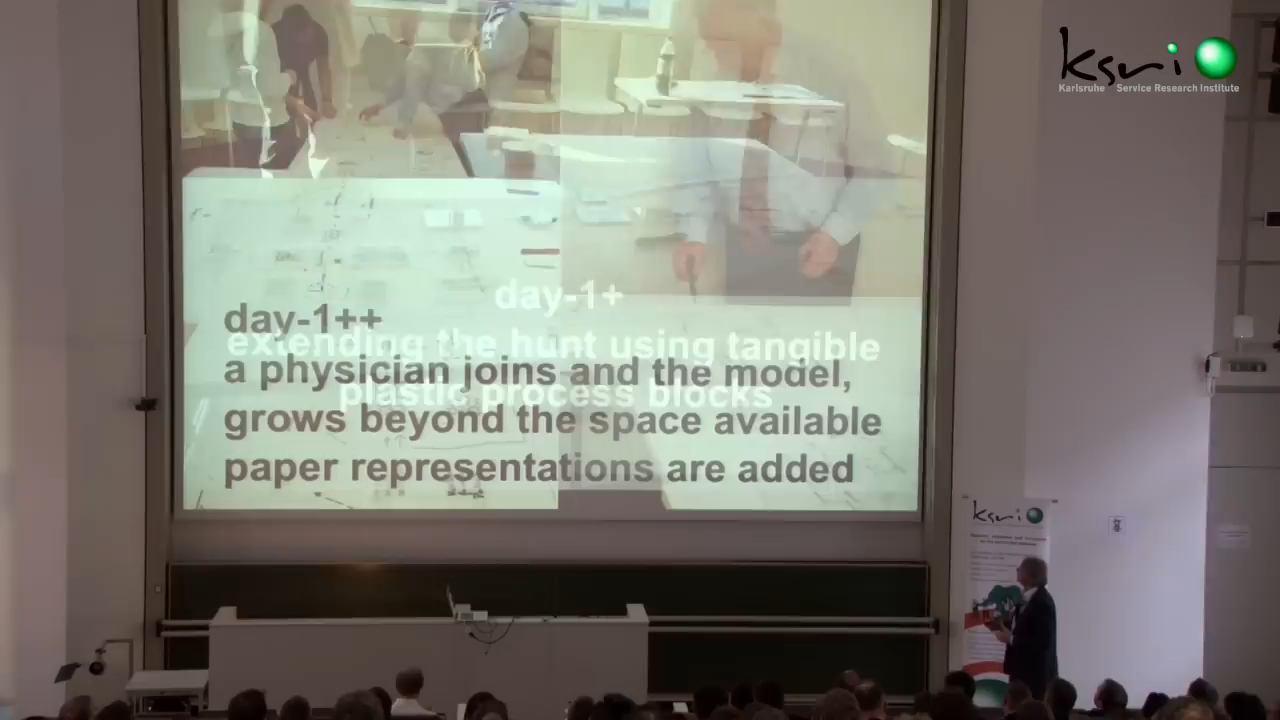 ksri
Karlsruhe Service Research Institute
day-1+
extending the hunt using tangible
plastic process blocks
day-1++
a physician joins and the model,
grows beyond the space available
paper representations are added
ksri